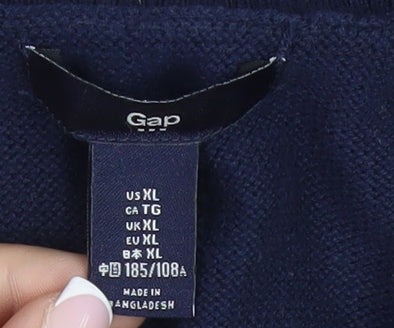 Gap
US XL
CA TG
UK XL
EU XL
日本 XL
中国 185/108A
MADE IN
BANGLADESH